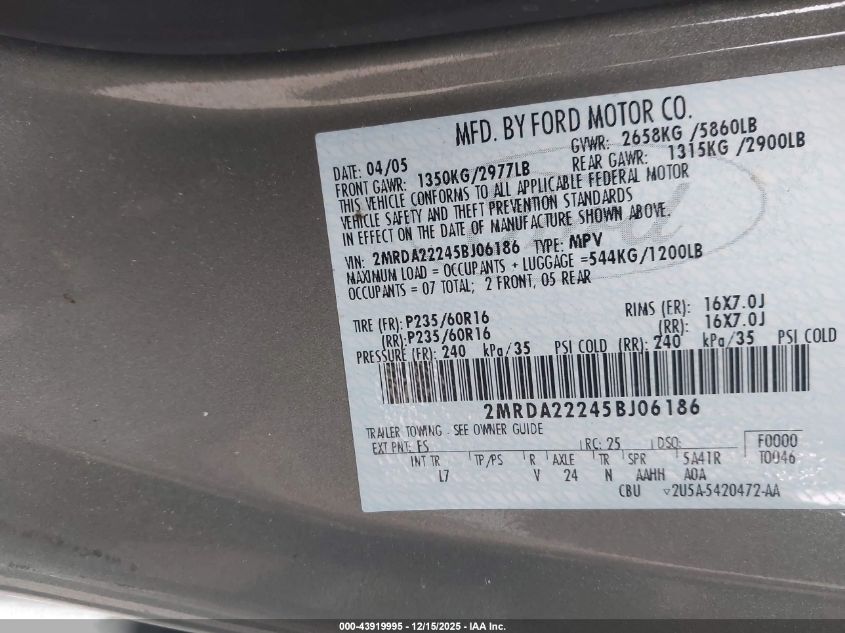 MFD. BY FORD MOTOR CO.
DATE: 04/05 GVWR: 2658KG /5860LB
FRONT GAWR: 1350KG/2977LB REAR GAWR: 1315KG /2900LB
THIS VEHICLE CONFORMS TO ALL APPLICABLE FEDERAL MOTOR
VEHICLE SAFETY AND THEFT PREVENTION STANDARDS
IN EFFECT ON THE DATE OF MANUFACTURE SHOWN ABOVE.
VIN: 2MRDA22245BJ06186 TYPE: MPV
MAXIMUM LOAD = OCCUPANTS + LUGGAGE =544KG/1200LB
OCCUPANTS = 07 TOTAL; 2 FRONT, 05 REAR
TIRE (FR): P235/60R16 RIMS (FR): 16X7.0J
(RR): P235/60R16 (RR): 16X7.0J
PRESSURE (FR): 240 kPa/35 PSI COLD (RR): 240 kPa/35 PSI COLD
2MRDA22245BJ06186
TRAILER TOWING - SEE OWNER GUIDE
EXT PNT: FS RC: 25 DSO: F0000
INT TR TP/PS R AXLE TR SPR 5A41R T0046
L7 V 24 N AAHH A0A
CBU ▽2U5A-5420472-AA
000-43919995 - 12/15/2025 - IAA Inc.